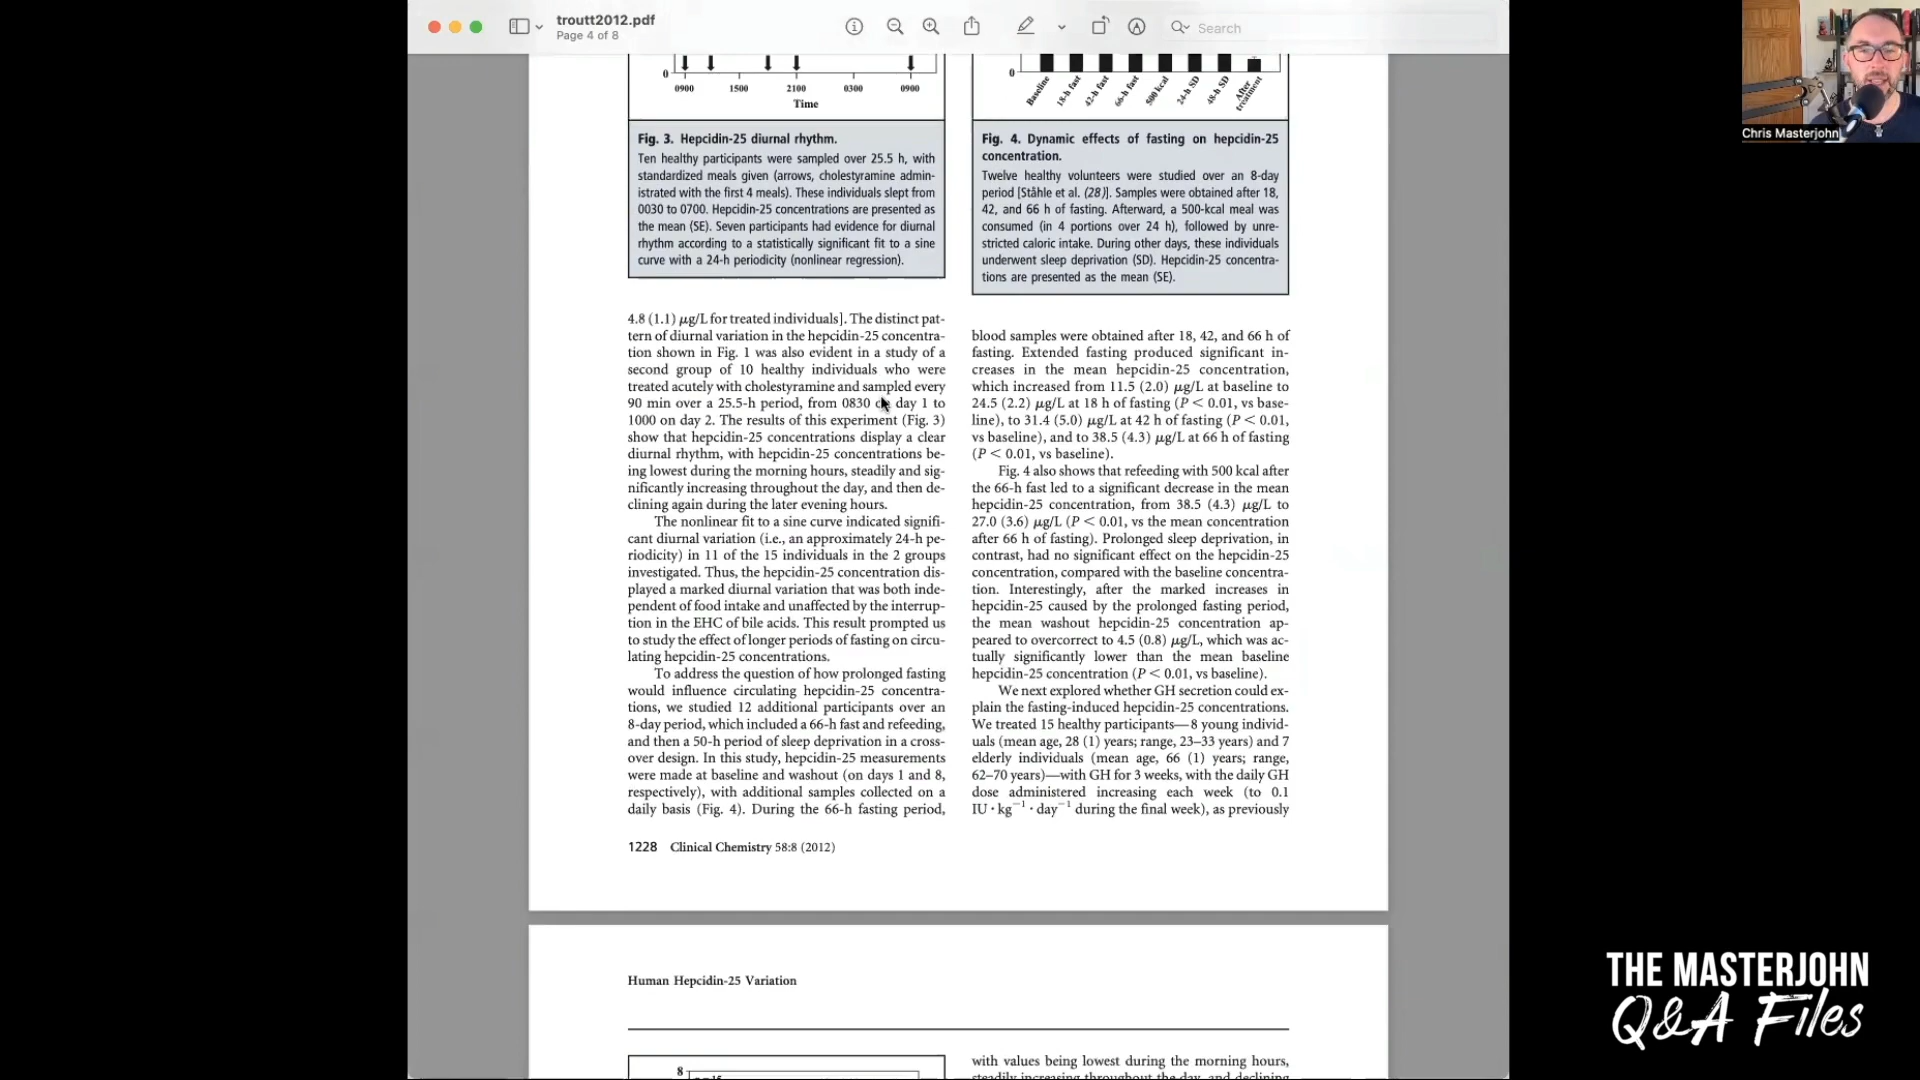 troutt2012.pdf
Page 4 of 8
Search
Chris Masterjohn
0
0900
1500
2100
0300
0900
Time
Fig. 3. Hepcidin-25 diurnal rhythm.
Ten healthy participants were sampled over 25.5 h, with
standardized meals given (arrows, cholestyramine admin-
istrated with the first 4 meals). These individuals slept from
0030 to 0700. Hepcidin-25 concentrations are presented as
the mean (SE). Seven participants had evidence for diurnal
rhythm according to a statistically significant fit to a sine
curve with a 24-h periodicity (nonlinear regression).
4.8 (1.1) μg/L for treated individuals]. The distinct pat-
tern of diurnal variation in the hepcidin-25 concentra-
tion shown in Fig. 1 was also evident in a study of a
second group of 10 healthy individuals who were
treated acutely with cholestyramine and sampled every
90 min over a 25.5-h period, from 0830 on day 1 to
1000 on day 2. The results of this experiment (Fig. 3)
show that hepcidin-25 concentrations display a clear
diurnal rhythm, with hepcidin-25 concentrations be-
ing lowest during the morning hours, steadily and sig-
nificantly increasing throughout the day, and then de-
clining again during the later evening hours.
The nonlinear fit to a sine curve indicated signifi-
cant diurnal variation (i.e., an approximately 24-h pe-
riodicity) in 11 of the 15 individuals in the 2 groups
investigated. Thus, the hepcidin-25 concentration dis-
played a marked diurnal variation that was both inde-
pendent of food intake and unaffected by the interrup-
tion in the EHC of bile acids. This result prompted us
to study the effect of longer periods of fasting on circu-
lating hepcidin-25 concentrations.
To address the question of how prolonged fasting
would influence circulating hepcidin-25 concentra-
tions, we studied 12 additional participants over an
8-day period, which included a 66-h fast and refeeding,
and then a 50-h period of sleep deprivation in a cross-
over design. In this study, hepcidin-25 measurements
were made at baseline and washout (on days 1 and 8,
respectively), with additional samples collected on a
daily basis (Fig. 4). During the 66-h fasting period,
0
Baseline
18-h fast
42-h fast
66-h fast
500 kcal
24-h SD
48-h SD
After
treatment
Fig. 4. Dynamic effects of fasting on hepcidin-25
concentration.
Twelve healthy volunteers were studied over an 8-day
period [Ståhle et al. (28)]. Samples were obtained after 18,
42, and 66 h of fasting. Afterward, a 500-kcal meal was
consumed (in 4 portions over 24 h), followed by unre-
stricted caloric intake. During other days, these individuals
underwent sleep deprivation (SD). Hepcidin-25 concentra-
tions are presented as the mean (SE).
blood samples were obtained after 18, 42, and 66 h of
fasting. Extended fasting produced significant in-
creases in the mean hepcidin-25 concentration,
which increased from 11.5 (2.0) μg/L at baseline to
24.5 (2.2) μg/L at 18 h of fasting (P < 0.01, vs base-
line), to 31.4 (5.0) μg/L at 42 h of fasting (P < 0.01,
vs baseline), and to 38.5 (4.3) μg/L at 66 h of fasting
(P < 0.01, vs baseline).
Fig. 4 also shows that refeeding with 500 kcal after
the 66-h fast led to a significant decrease in the mean
hepcidin-25 concentration, from 38.5 (4.3) μg/L to
27.0 (3.6) μg/L (P < 0.01, vs the mean concentration
after 66 h of fasting). Prolonged sleep deprivation, in
contrast, had no significant effect on the hepcidin-25
concentration, compared with the baseline concentra-
tion. Interestingly, after the marked increases in
hepcidin-25 caused by the prolonged fasting period,
the mean washout hepcidin-25 concentration ap-
peared to overcorrect to 4.5 (0.8) μg/L, which was ac-
tually significantly lower than the mean baseline
hepcidin-25 concentration (P < 0.01, vs baseline).
We next explored whether GH secretion could ex-
plain the fasting-induced hepcidin-25 concentrations.
We treated 15 healthy participants—8 young individ-
uals (mean age, 28 (1) years; range, 23–33 years) and 7
elderly individuals (mean age, 66 (1) years; range,
62–70 years)—with GH for 3 weeks, with the daily GH
dose administered increasing each week (to 0.1
IU · kg−1 · day−1 during the final week), as previously
1228 Clinical Chemistry 58:8 (2012)
Human Hepcidin-25 Variation
8
with values being lowest during the morning hours,
steadily increasing throughout the day, and declining
THE MASTERJOHN
Q&A Files